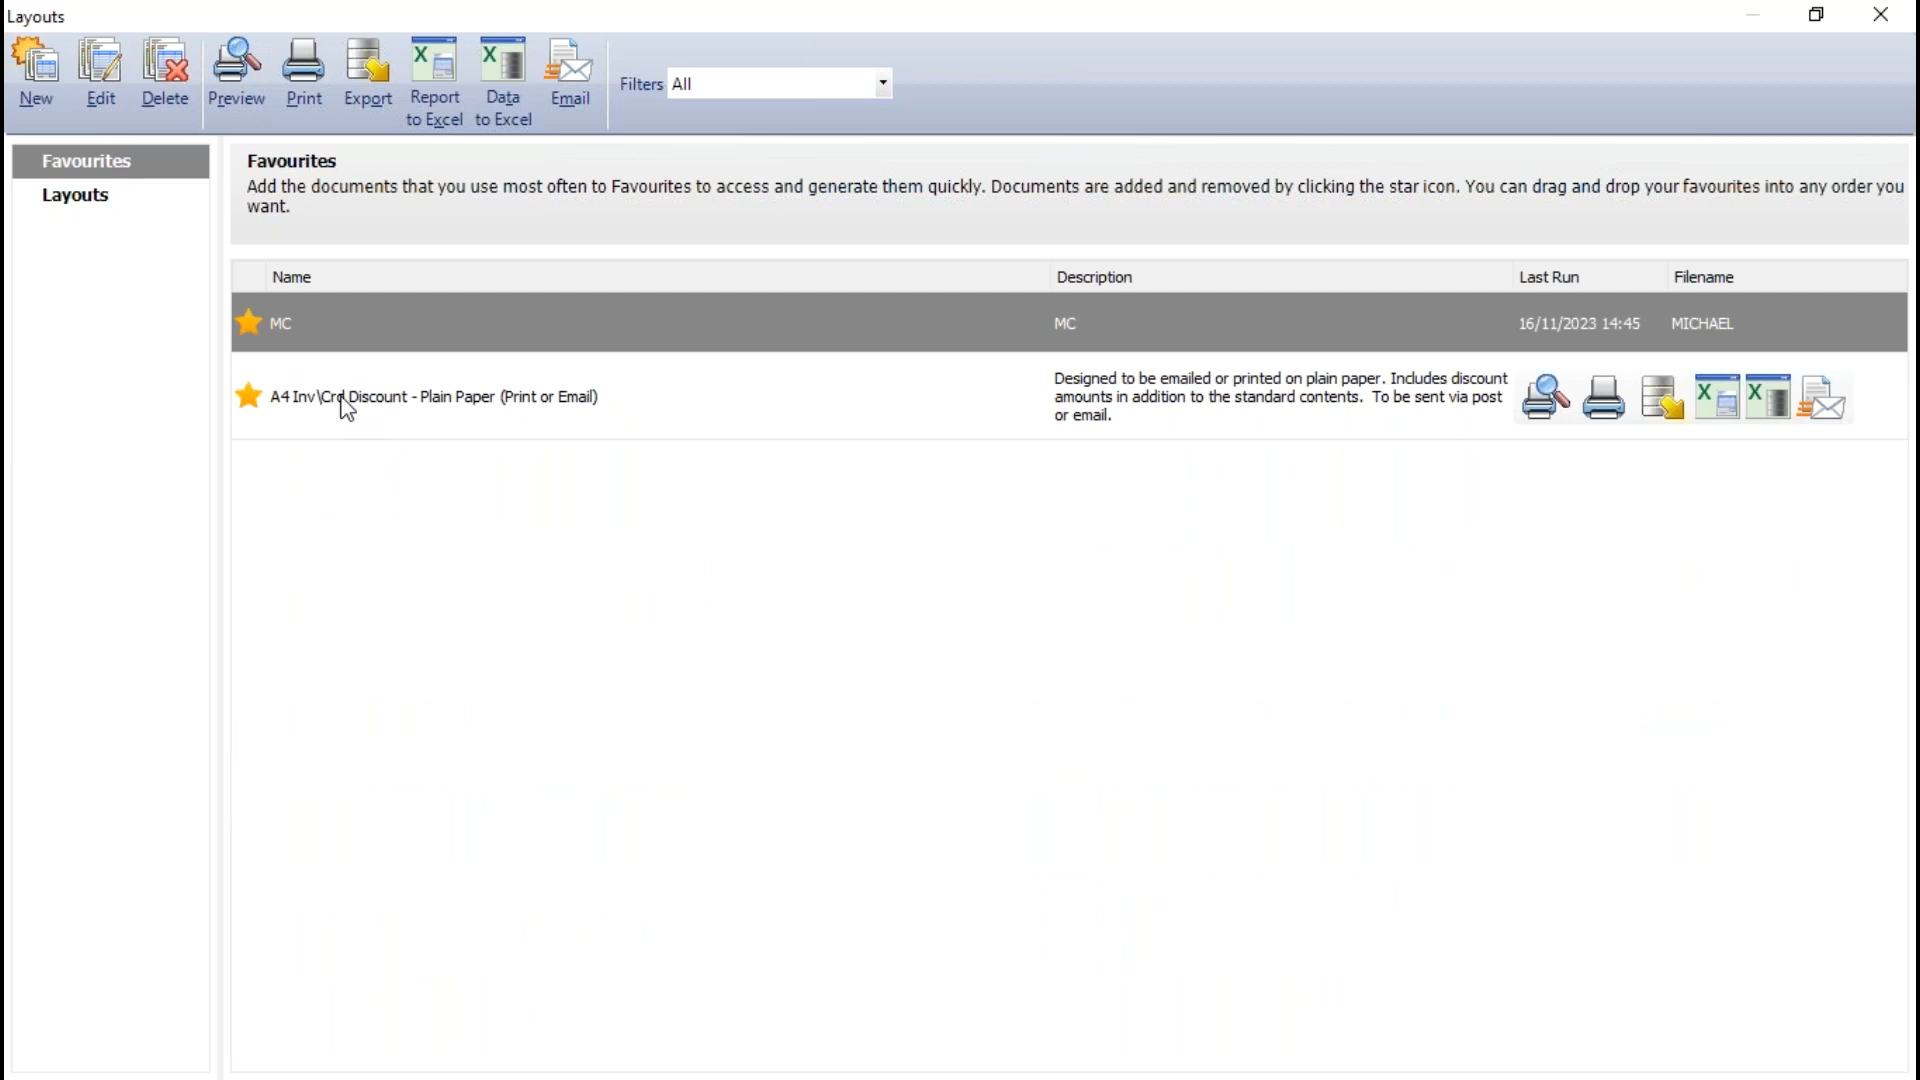 Layouts
New
Edit
Delete
Preview
Print
Export
Report
to Excel
Data
to Excel
Email
Filters All
Favourites
Layouts
Favourites
Add the documents that you use most often to Favourites to access and generate them quickly. Documents are added and removed by clicking the star icon. You can drag and drop your favourites into any order you
want.
Name Description Last Run Filename
MC MC 16/11/2023 14:45 MICHAEL
A4 Inv\Crd Discount - Plain Paper (Print or Email)
Designed to be emailed or printed on plain paper. Includes discount
amounts in addition to the standard contents. To be sent via post
or email.